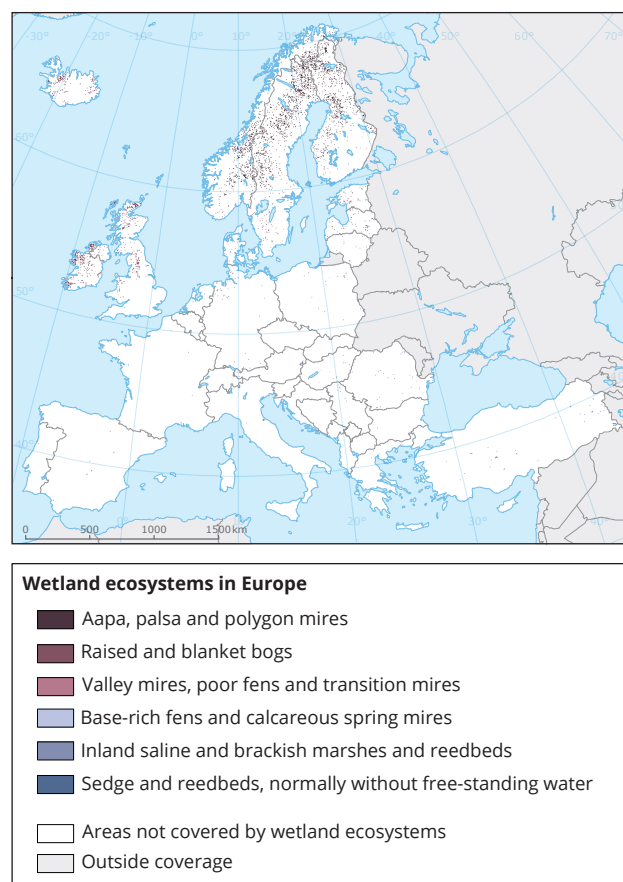 -30° -20° -10° 0° 10° 20° 30° 40° 50° 60° 70°
60°
50°
40°
0 500 1000 1500 km
0° 20° 30° 40°
Wetland ecosystems in Europe
Aapa, palsa and polygon mires
Raised and blanket bogs
Valley mires, poor fens and transition mires
Base-rich fens and calcareous spring mires
Inland saline and brackish marshes and reedbeds
Sedge and reedbeds, normally without free-standing water
Areas not covered by wetland ecosystems
Outside coverage